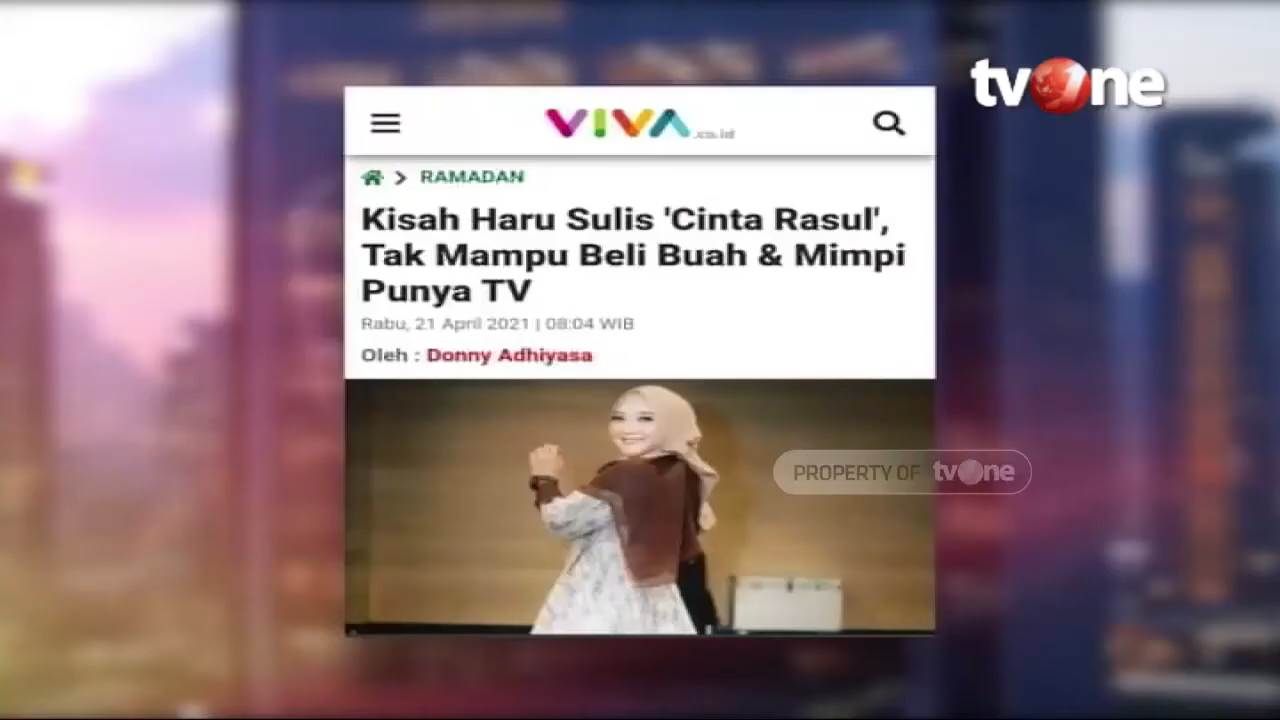 tvOne
VIVA.co.id
RAMADAN
Kisah Haru Sulis 'Cinta Rasul',
Tak Mampu Beli Buah & Mimpi
Punya TV
Rabu, 21 April 2021 | 08:04 WIB
Oleh : Donny Adhiyasa
PROPERTY OF tvOne